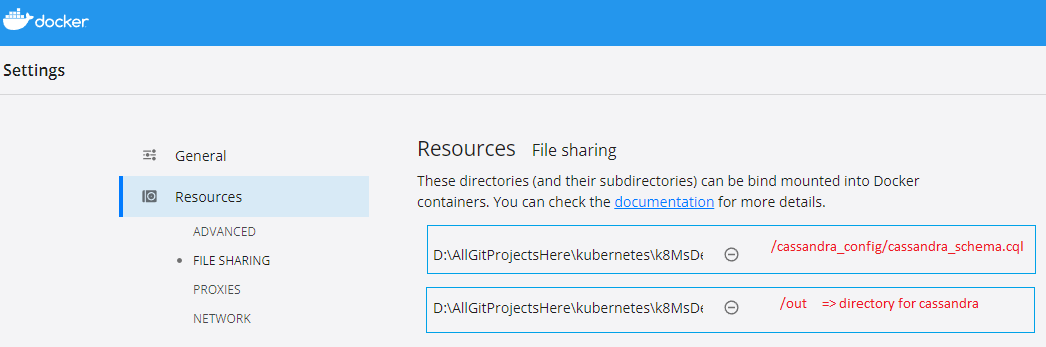 docker
Settings
General
Resources
ADVANCED
FILE SHARING
PROXIES
NETWORK
Resources File sharing
These directories (and their subdirectories) can be bind mounted into Docker
containers. You can check the documentation for more details.
D:\AllGitProjectsHere\kubernetes\k8MsDe /cassandra_config/cassandra_schema.cql
D:\AllGitProjectsHere\kubernetes\k8MsDe /out => directory for cassandra